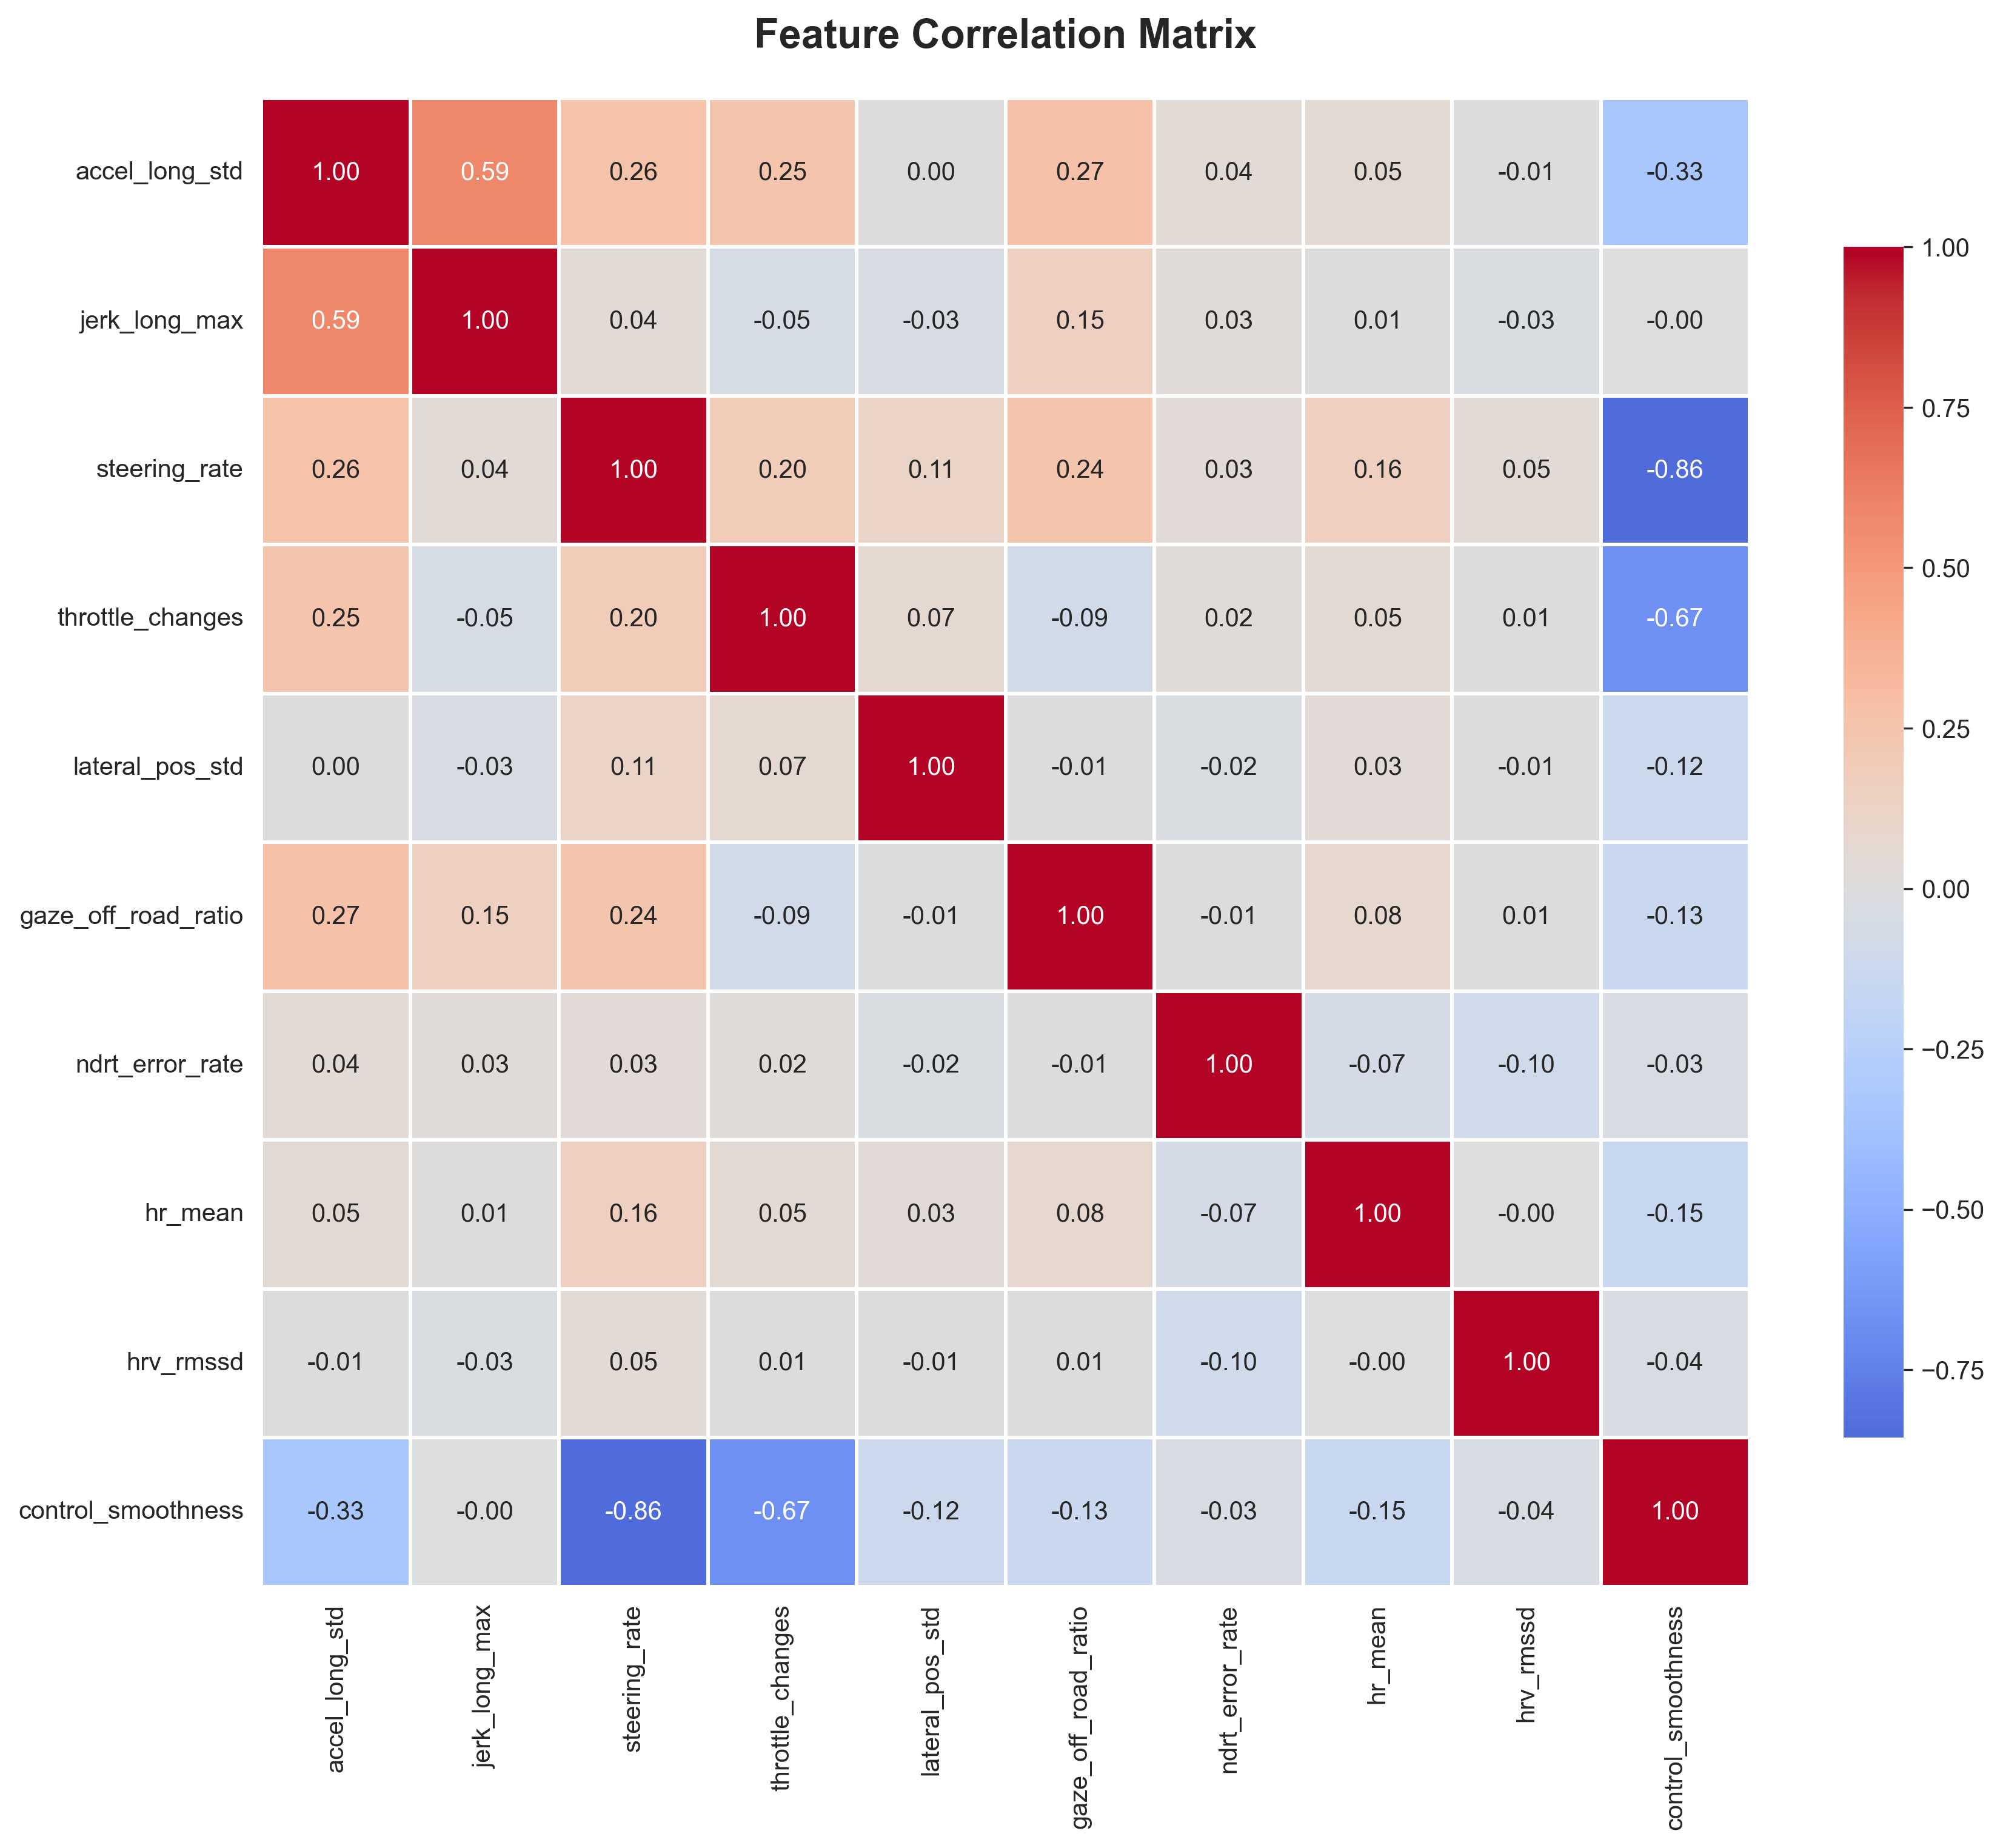 Feature Correlation Matrix
accel_long_std 1.00 0.59 0.26 0.25 0.00 0.27 0.04 0.05 -0.01 -0.33
jerk_long_max 0.59 1.00 0.04 -0.05 -0.03 0.15 0.03 0.01 -0.03 -0.00
steering_rate 0.26 0.04 1.00 0.20 0.11 0.24 0.03 0.16 0.05 -0.86
throttle_changes 0.25 -0.05 0.20 1.00 0.07 -0.09 0.02 0.05 0.01 -0.67
lateral_pos_std 0.00 -0.03 0.11 0.07 1.00 -0.01 -0.02 0.03 -0.01 -0.12
gaze_off_road_ratio 0.27 0.15 0.24 -0.09 -0.01 1.00 -0.01 0.08 0.01 -0.13
ndrt_error_rate 0.04 0.03 0.03 0.02 -0.02 -0.01 1.00 -0.07 -0.10 -0.03
hr_mean 0.05 0.01 0.16 0.05 0.03 0.08 -0.07 1.00 -0.00 -0.15
hrv_rmssd -0.01 -0.03 0.05 0.01 -0.01 0.01 -0.10 -0.00 1.00 -0.04
control_smoothness -0.33 -0.00 -0.86 -0.67 -0.12 -0.13 -0.03 -0.15 -0.04 1.00
accel_long_std
jerk_long_max
steering_rate
throttle_changes
lateral_pos_std
gaze_off_road_ratio
ndrt_error_rate
hr_mean
hrv_rmssd
control_smoothness
1.00
0.75
0.50
0.25
0.00
−0.25
−0.50
−0.75